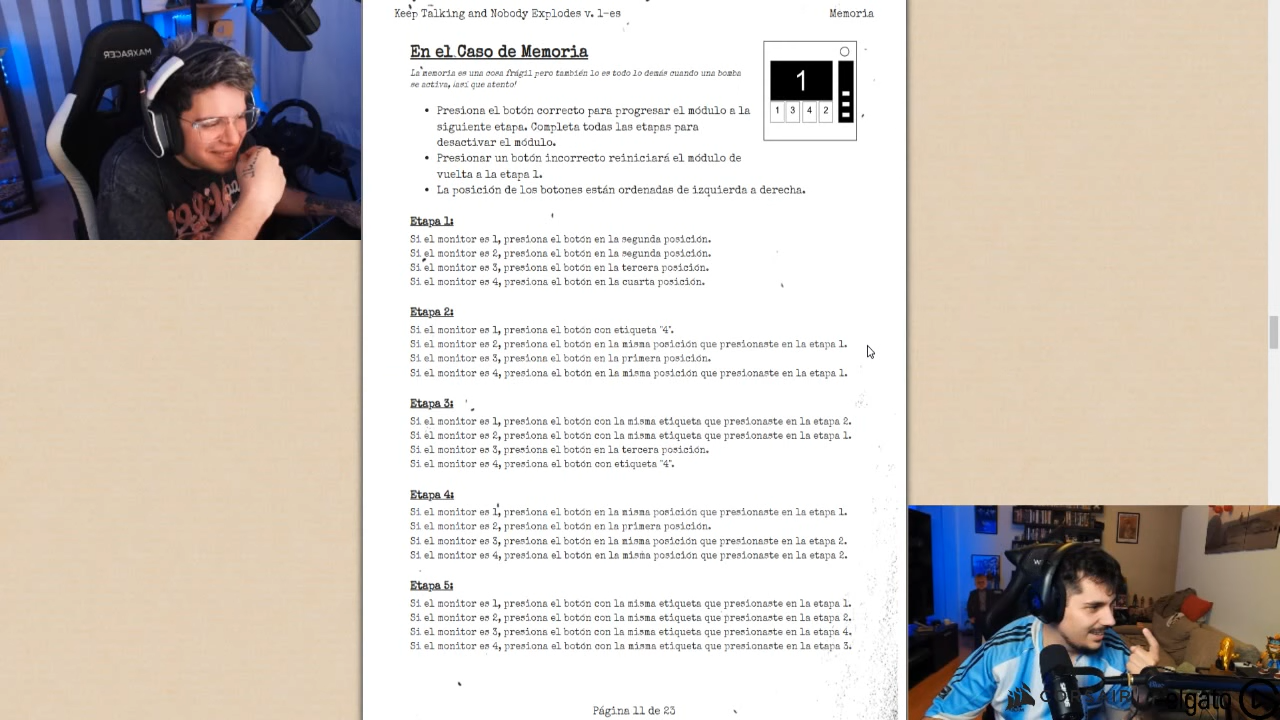 Keep Talking and Nobody Explodes v. 1-es
Memoria
MAXRACER
En el Caso de Memoria
La memoria es una cosa frágil pero también lo es todo lo demás cuando una bomba
se activa, ¡así que atento!
1
1 3 4 2
• Presiona el botón correcto para progresar el módulo a la
siguiente etapa. Completa todas las etapas para
desactivar el módulo.
• Presionar un botón incorrecto reiniciará el módulo de
vuelta a la etapa 1.
• La posición de los botones están ordenadas de izquierda a derecha.
Etapa 1:
Si el monitor es 1, presiona el botón en la segunda posición.
Si el monitor es 2, presiona el botón en la segunda posición.
Si el monitor es 3, presiona el botón en la tercera posición.
Si el monitor es 4, presiona el botón en la cuarta posición.
Etapa 2:
Si el monitor es 1, presiona el botón con etiqueta "4".
Si el monitor es 2, presiona el botón en la misma posición que presionaste en la etapa 1.
Si el monitor es 3, presiona el botón en la primera posición.
Si el monitor es 4, presiona el botón en la misma posición que presionaste en la etapa 1.
Etapa 3:
Si el monitor es 1, presiona el botón con la misma etiqueta que presionaste en la etapa 2.
Si el monitor es 2, presiona el botón con la misma etiqueta que presionaste en la etapa 1.
Si el monitor es 3, presiona el botón en la tercera posición.
Si el monitor es 4, presiona el botón con etiqueta "4".
Etapa 4:
Si el monitor es 1, presiona el botón en la misma posición que presionaste en la etapa 1.
Si el monitor es 2, presiona el botón en la primera posición.
Si el monitor es 3, presiona el botón en la misma posición que presionaste en la etapa 2.
Si el monitor es 4, presiona el botón en la misma posición que presionaste en la etapa 2.
Etapa 5:
Si el monitor es 1, presiona el botón con la misma etiqueta que presionaste en la etapa 1.
Si el monitor es 2, presiona el botón con la misma etiqueta que presionaste en la etapa 2.
Si el monitor es 3, presiona el botón con la misma etiqueta que presionaste en la etapa 4.
Si el monitor es 4, presiona el botón con la misma etiqueta que presionaste en la etapa 3.
elgato
Página 11 de 23